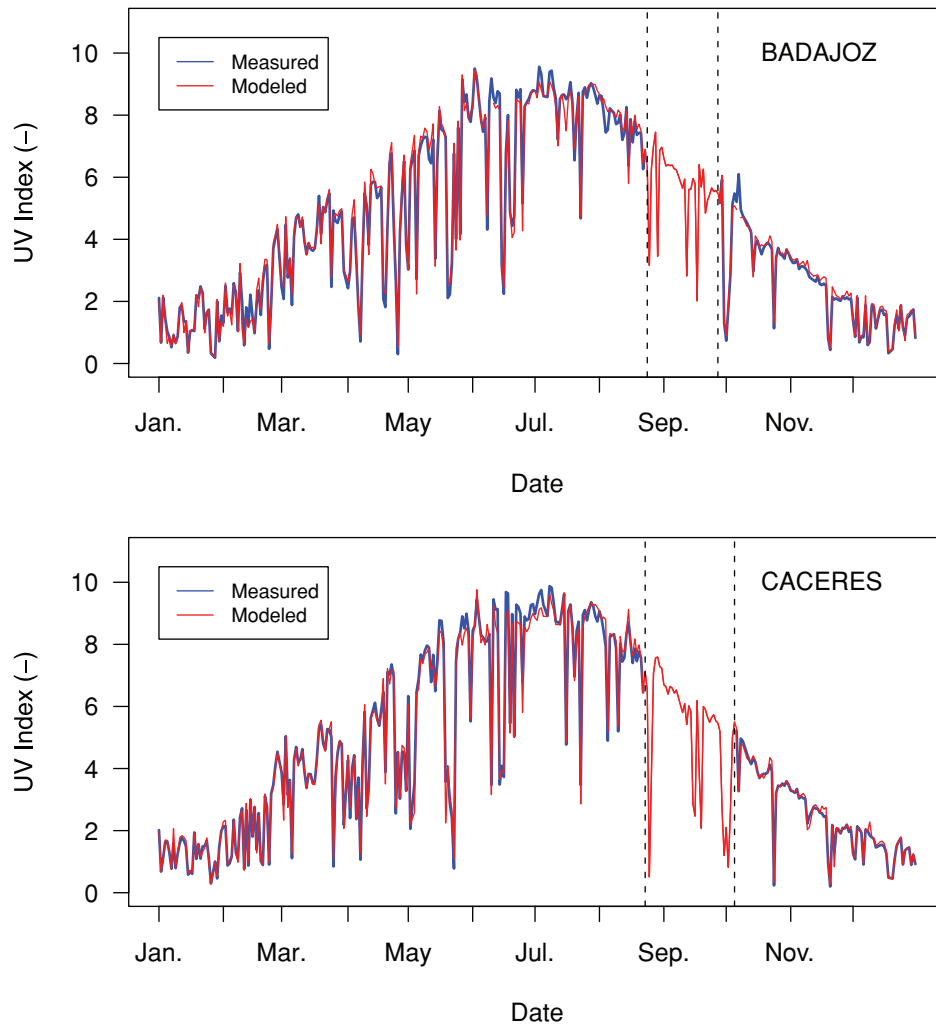 BADAJOZ
Measured
Modeled
UV Index (−)
10
8
6
4
2
0
Jan. Mar. May Jul. Sep. Nov.
Date
CACERES
Measured
Modeled
UV Index (−)
10
8
6
4
2
0
Jan. Mar. May Jul. Sep. Nov.
Date